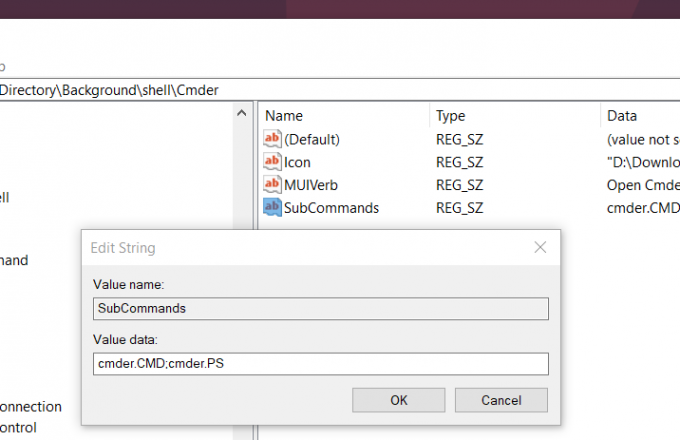 Directory\Background\shell\Cmder
Name Type Data
ab (Default) REG_SZ (value not s
ab Icon REG_SZ "D:\Downlo
ab MUIVerb REG_SZ Open Cmde
ab SubCommands REG_SZ cmder.CMD
ell
mand
onnection
ontrol
Edit String
Value name:
SubCommands
Value data:
cmder.CMD;cmder.PS
OK Cancel